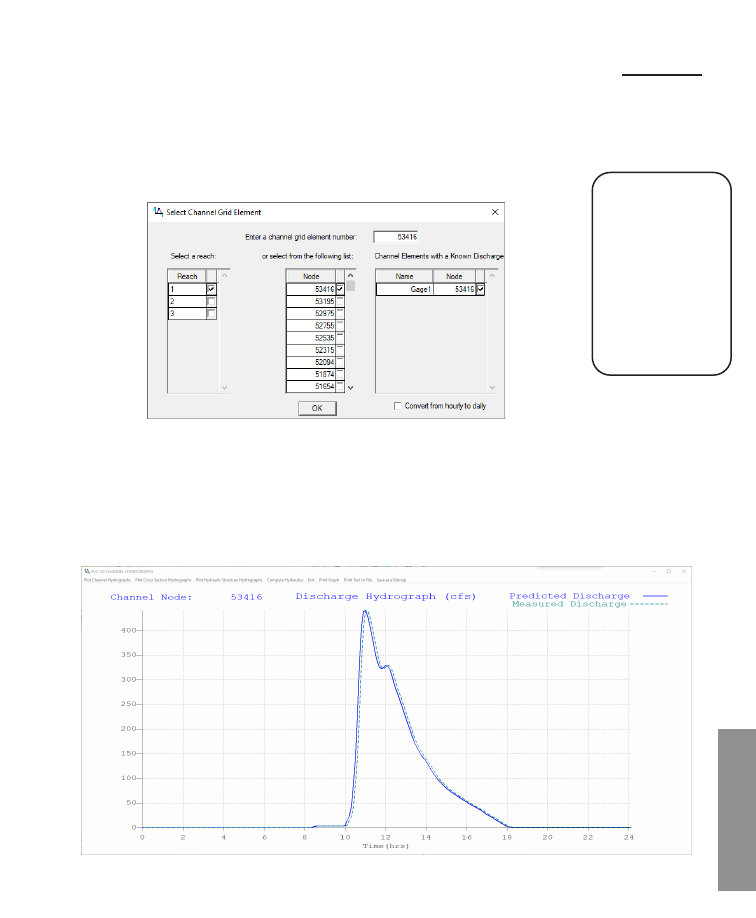 Select Channel Grid Element
Enter a channel grid element number: 53416
Select a reach: or select from the following list: Channel Elements with a Known Discharge
Reach Node Name Node
1 53416 Gage1 53416
2 53195
3 52975
52755
52535
52315
52094
51874
51654
OK Convert from hourly to daily
FLO-2D CHANNEL HYDROGRAPHS
Plot Channel Hydrographs Plot Cross Section Hydrographs Plot Hydraulic Structure Hydrographs Compute Hydraulics Exit Print Graph Print Text to File Save as a Bitmap
Channel Node: 53416 Discharge Hydrograph (cfs) Predicted Discharge
Measured Discharge
400
350
300
250
200
150
100
50
0
0 2 4 6 8 10 12 14 16 18 20 22 24
Time(hrs)